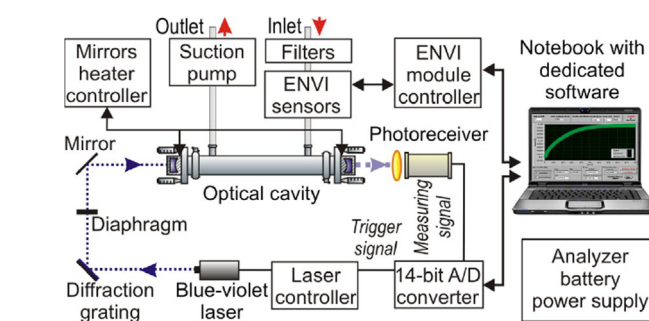 Outlet
Inlet
Mirrors
heater
controller
Suction
pump
Filters
ENVI
sensors
ENVI
module
controller
Notebook with
dedicated
software
Mirror
Photoreceiver
Optical cavity
Diaphragm
Trigger
signal
Measuring
signal
Diffraction
grating
Blue-violet
laser
Laser
controller
14-bit A/D
converter
Analyzer
battery
power supply